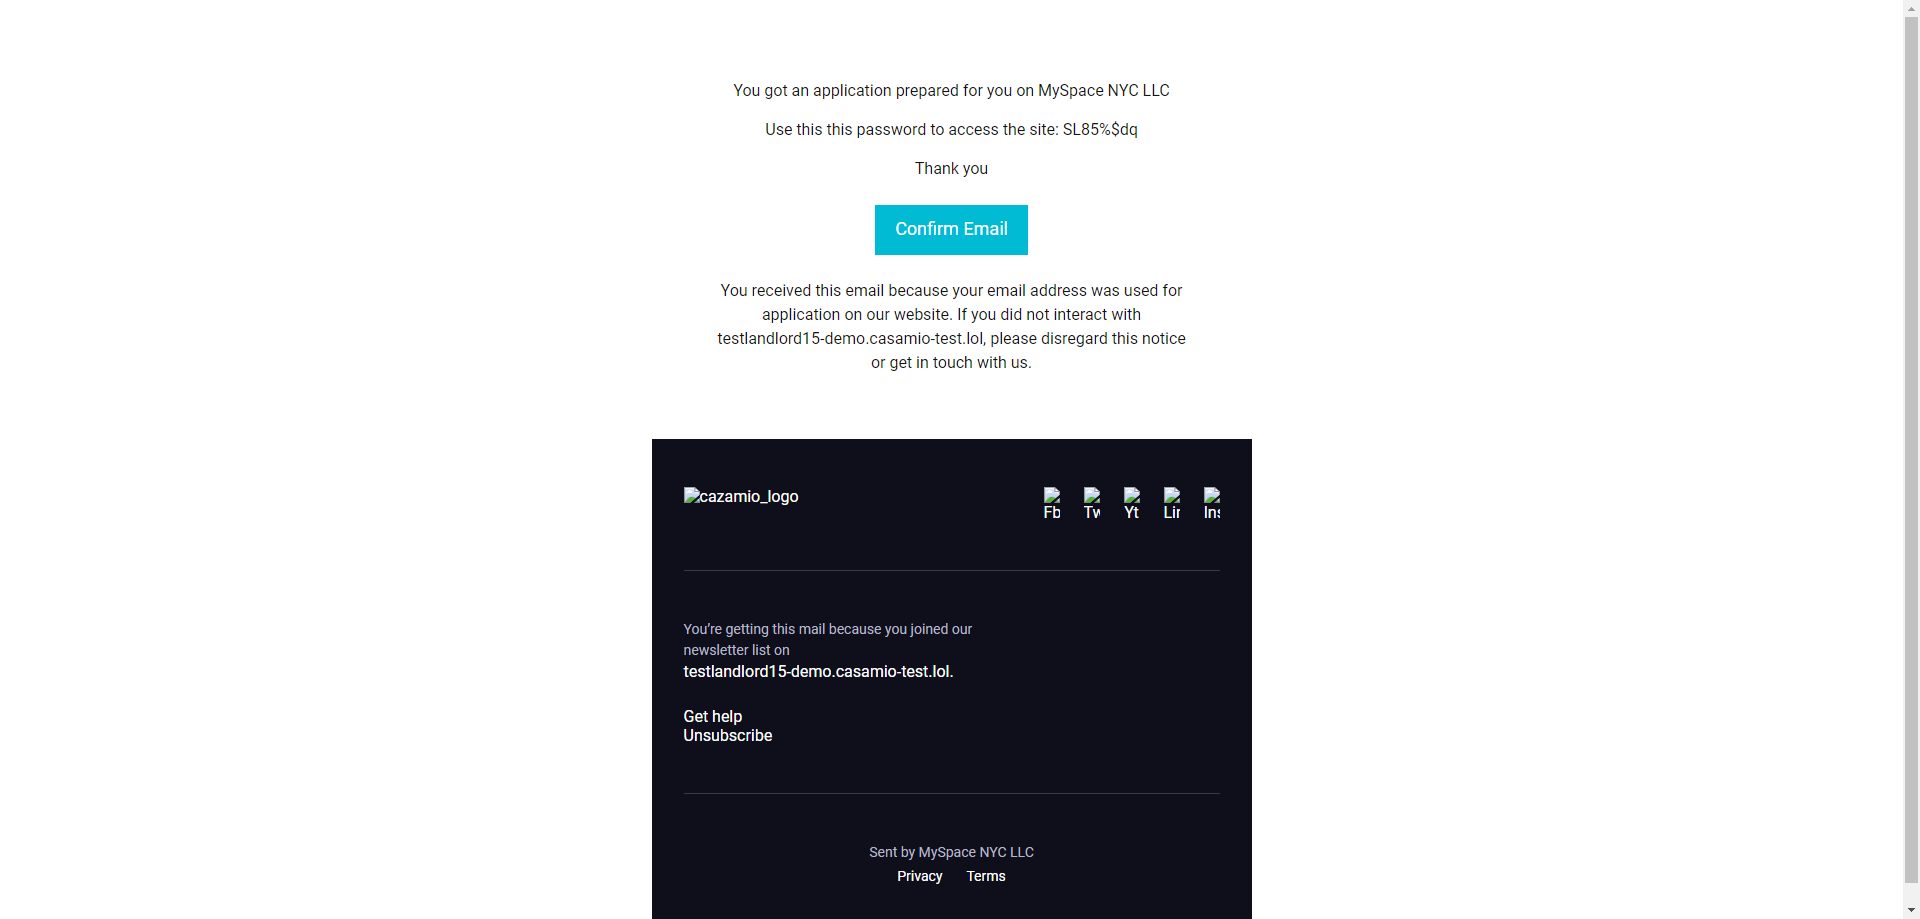 You got an application prepared for you on MySpace NYC LLC
Use this this password to access the site: SL85%$dq
Thank you
Confirm Email
You received this email because your email address was used for
application on our website. If you did not interact with
testlandlord15-demo.casamio-test.lol, please disregard this notice
or get in touch with us.
cazamio_logo
Fb Tw Yt Lin Ins
You’re getting this mail because you joined our
newsletter list on
testlandlord15-demo.casamio-test.lol.
Get help
Unsubscribe
Sent by MySpace NYC LLC
Privacy Terms